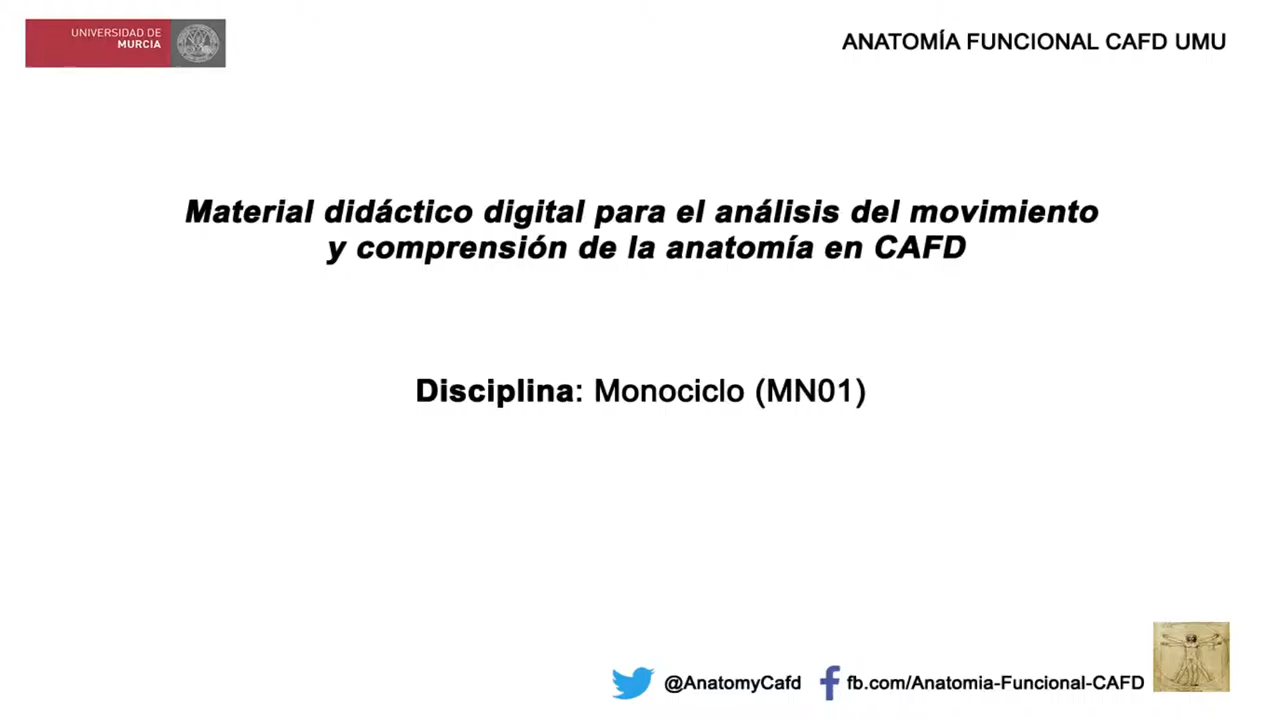 UNIVERSIDAD DE
MURCIA
ANATOMÍA FUNCIONAL CAFD UMU
Material didáctico digital para el análisis del movimiento
y comprensión de la anatomía en CAFD
Disciplina: Monociclo (MN01)
@AnatomyCafd
fb.com/Anatomia-Funcional-CAFD